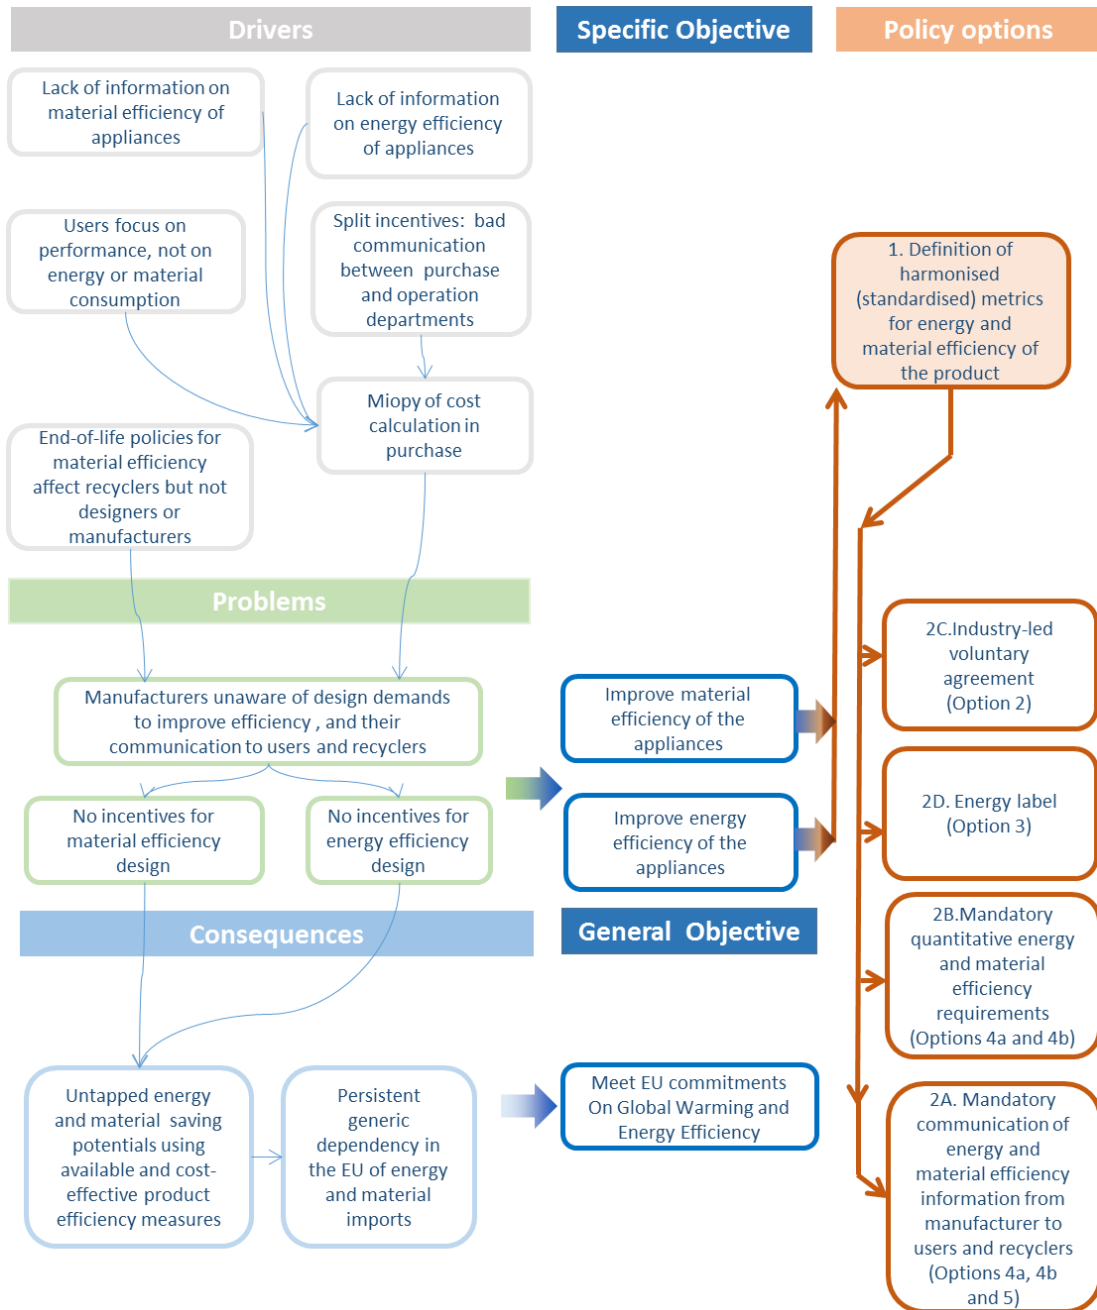 Drivers
Specific Objective
Policy options
Lack of information on
material efficiency of
appliances
Lack of information
on energy efficiency
of appliances
Users focus on
performance, not on
energy or material
consumption
Split incentives:  bad
communication
between  purchase
and operation
departments
1. Definition of
harmonised
(standardised) metrics
for energy and
material efficiency of
the product
Miopy of cost
calculation in
purchase
End-of-life policies for
material efficiency
affect recyclers but not
designers or
manufacturers
Problems
2C.Industry-led
voluntary
agreement
(Option 2)
Manufacturers unaware of design demands
to improve efficiency , and their
communication to users and recyclers
Improve material
efficiency of the
appliances
No incentives for
material efficiency
design
No incentives for
energy efficiency
design
Improve energy
efficiency of the
appliances
2D. Energy label
(Option 3)
Consequences
General  Objective
2B.Mandatory
quantitative energy
and material
efficiency
requirements
(Options 4a and 4b)
Untapped energy
and material  saving
potentials using
available and cost-
effective product
efficiency measures
Persistent
generic
dependency in
the EU of energy
and material
imports
Meet EU commitments
On Global Warming and
Energy Efficiency
2A. Mandatory
communication of
energy and
material efficiency
information from
manufacturer to
users and recyclers
(Options 4a, 4b
and 5)